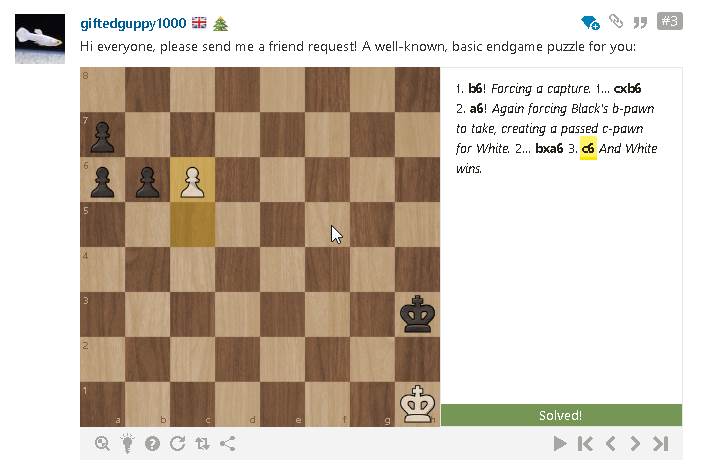 giftedguppy1000
#3
Hi everyone, please send me a friend request! A well-known, basic endgame puzzle for you:
8
7
6
5
4
3
2
1
a b c d e f g h
1. b6! Forcing a capture. 1... cxb6
2. a6! Again forcing Black's b-pawn
to take, creating a passed c-pawn
for White. 2... bxa6 3. c6 And White
wins.
Solved!